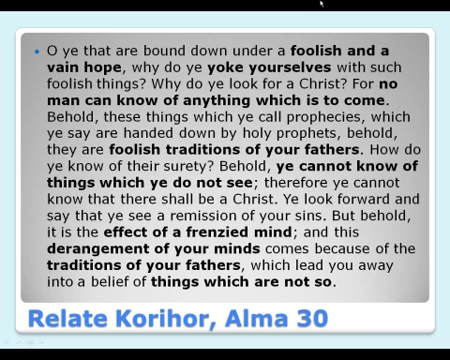 • O ye that are bound down under a foolish and a
vain hope, why do ye yoke yourselves with such
foolish things? Why do ye look for a Christ? For no
man can know of anything which is to come.
Behold, these things which ye call prophecies, which
ye say are handed down by holy prophets, behold,
they are foolish traditions of your fathers. How do
ye know of their surety? Behold, ye cannot know of
things which ye do not see; therefore ye cannot
know that there shall be a Christ. Ye look forward and
say that ye see a remission of your sins. But behold,
it is the effect of a frenzied mind; and this
derangement of your minds comes because of the
traditions of your fathers, which lead you away
into a belief of things which are not so.
Relate Korihor, Alma 30